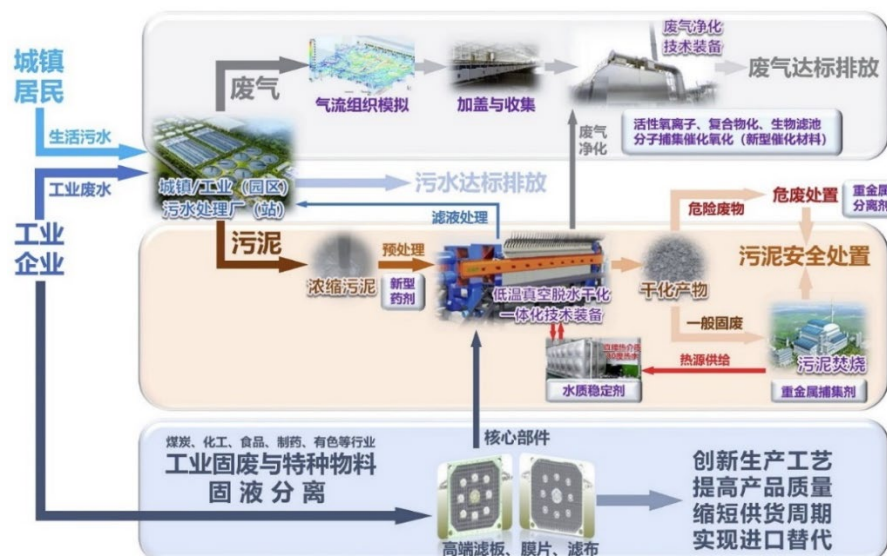 城镇
居民
生活污水
工业废水
工业
企业
废气
气流组织模拟
加盖与收集
废气净化
技术装备
废气达标排放
废气
净化
活性氧离子、复合物化、生物滤池
分子捕集催化氧化（新型催化材料）
城镇/工业（园区）
污水处理厂（站）
污水达标排放
滤液处理
污泥
浓缩污泥
预处理
新型
药剂
低温真空脱水干化
一体化技术装备
干化产物
危险废物
危废处置
重金属
分离剂
污泥安全处置
一般固废
污泥焚烧
重金属捕集剂
热源供给
水质稳定剂
核心部件
煤炭、化工、食品、制药、有色等行业
工业固废与特种物料
固液分离
高端滤板、膜片、滤布
创新生产工艺
提高产品质量
缩短供货周期
实现进口替代